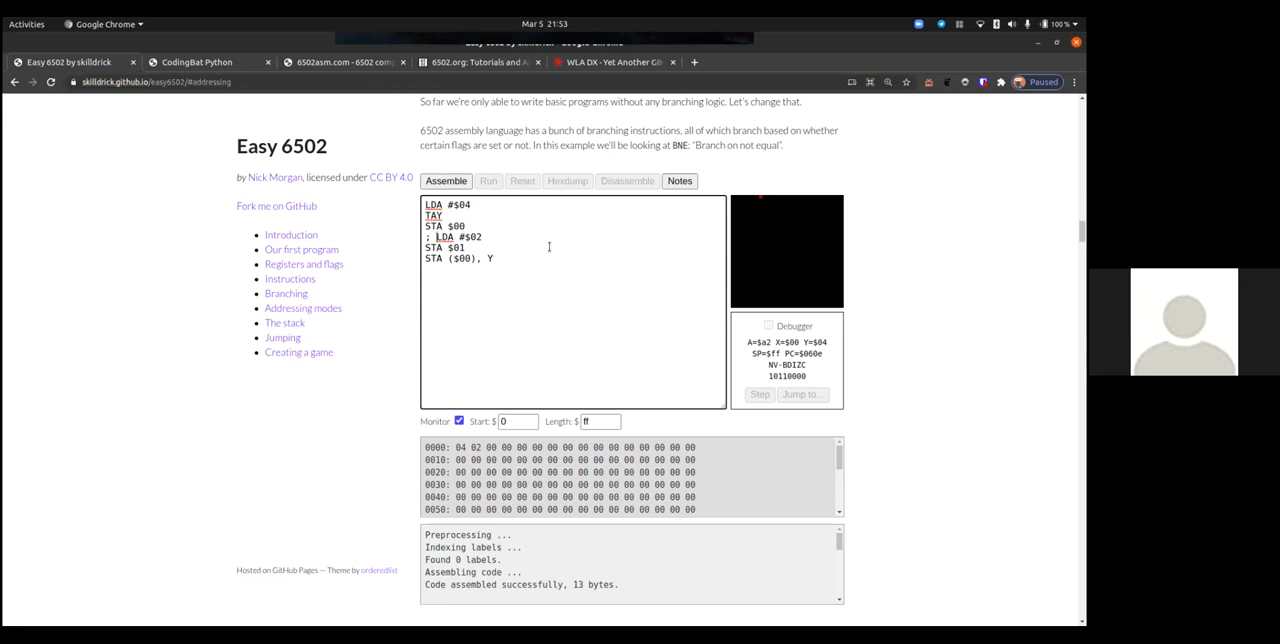 Activities
Google Chrome
Mar 5 21:53
100 %
Easy 6502 by skilldrick
CodingBat Python
6502asm.com - 6502 comp
6502.org: Tutorials and A
WLA DX - Yet Another GB
skilldrick.github.io/easy6502/#addressing
Paused
So far we're only able to write basic programs without any branching logic. Let's change that.
6502 assembly language has a bunch of branching instructions, all of which branch based on whether
certain flags are set or not. In this example we'll be looking at BNE: "Branch on not equal".
Easy 6502
by Nick Morgan, licensed under CC BY 4.0
Fork me on GitHub
Introduction
Our first program
Registers and flags
Instructions
Branching
Addressing modes
The stack
Jumping
Creating a game
Hosted on GitHub Pages — Theme by orderedlist
Assemble
Run
Reset
Hexdump
Disassemble
Notes
LDA #$04
TAY
STA $00
; LDA #$02
STA $01
STA ($00), Y
Debugger
A=$a2 X=$00 Y=$04
SP=$ff PC=$060e
NV-BDIZC
10110000
Step
Jump to...
Monitor
Start: $ 0
Length: $ ff
0000: 04 02 00 00 00 00 00 00 00 00 00 00 00 00 00 00
0010: 00 00 00 00 00 00 00 00 00 00 00 00 00 00 00 00
0020: 00 00 00 00 00 00 00 00 00 00 00 00 00 00 00 00
0030: 00 00 00 00 00 00 00 00 00 00 00 00 00 00 00 00
0040: 00 00 00 00 00 00 00 00 00 00 00 00 00 00 00 00
0050: 00 00 00 00 00 00 00 00 00 00 00 00 00 00 00 00
Preprocessing ...
Indexing labels ...
Found 0 labels.
Assembling code ...
Code assembled successfully, 13 bytes.